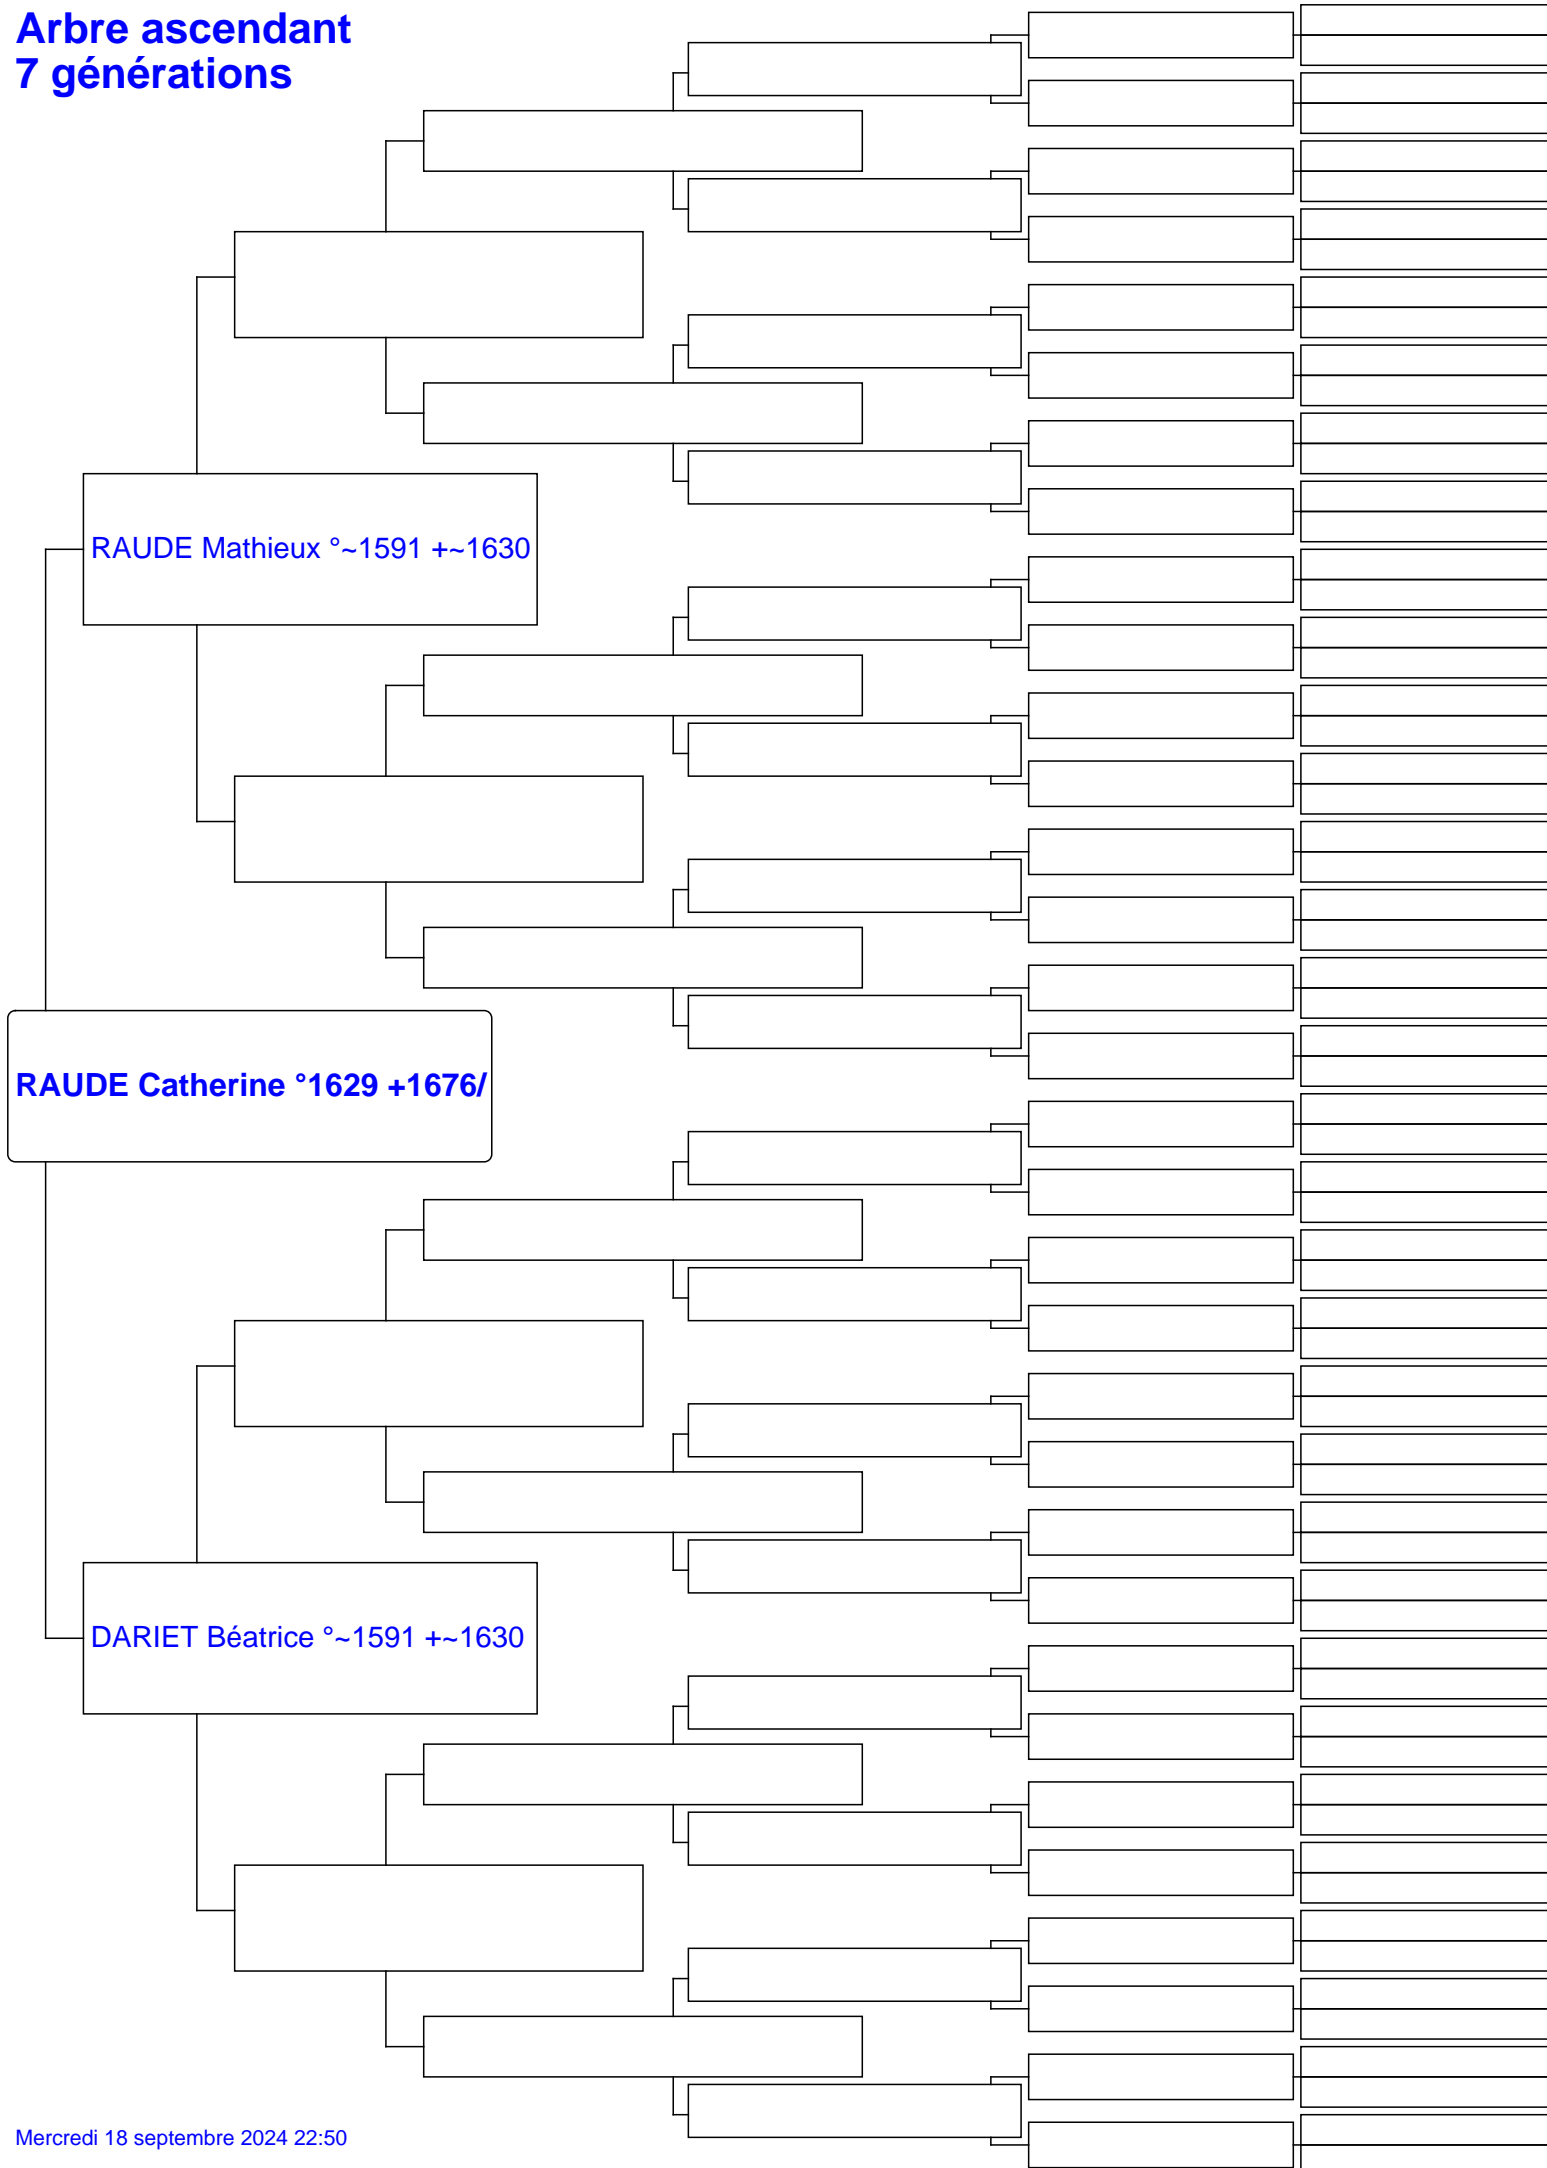 Arbre ascendant
7 générations
RAUDE Mathieux °~1591 +~1630
RAUDE Catherine °1629 +1676/
DARIET Béatrice °~1591 +~1630
Mercredi 18 septembre 2024 22:50